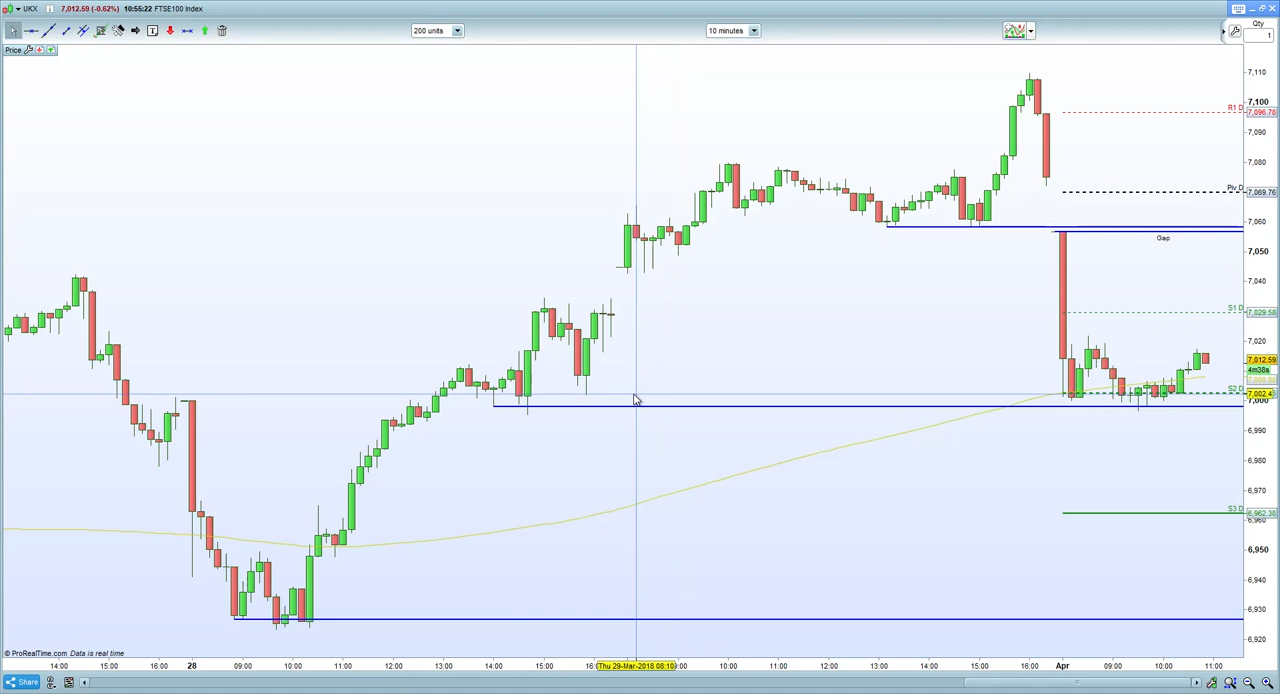 UKX 7,012.59 (-0.62%) 10:55:22 FTSE100 Index
200 units
10 minutes
Qty
1
Price
7,110
7,100
R1 D 7,096.78
7,090
7,080
7,070
Piv D 7,069.76
7,060
Gap
7,050
7,040
7,030
S1 D 7,029.58
7,020
7,012.59
4m38s
S2 D
7,002.4
7,000
6,990
6,980
6,970
S3 D 6,962.38
6,960
6,950
6,940
6,930
6,920
© ProRealTime.com Data is real time
14:00 15:00 16:00 28 09:00 10:00 11:00 12:00 13:00 14:00 15:00 16:0 Thu 29-Mar-2018 08:10 9:00 10:00 11:00 12:00 13:00 14:00 15:00 16:00 Apr 09:00 10:00 11:00
Share